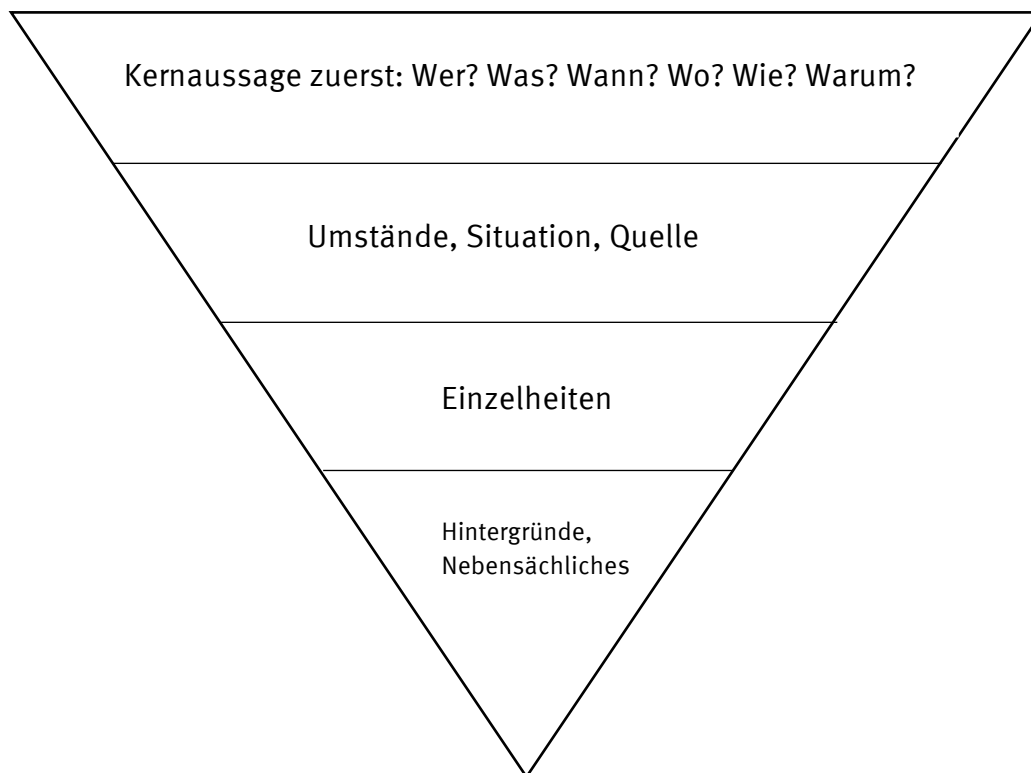 Kernaussage zuerst: Wer? Was? Wann? Wo? Wie? Warum?
Umstände, Situation, Quelle
Einzelheiten
Hintergründe,
Nebensächliches